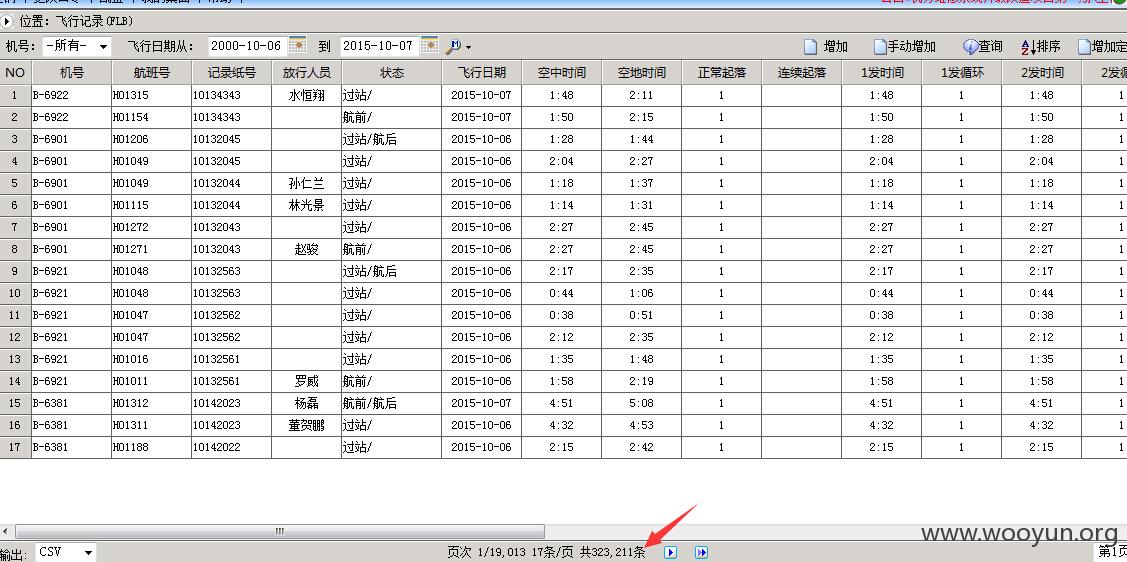 位置: 飞行记录(FLB)
机号: -所有- 飞行日期从: 2000-10-06 到 2015-10-07 增加 手动增加 查询 排序 增加定
NO 机号 航班号 记录纸号 放行人员 状态 飞行日期 空中时间 空地时间 正常起落 连续起落 1发时间 1发循环 2发时间 2发循
1 B-6922 HO1315 10134343 水恒翔 过站/ 2015-10-07 1:48 2:11 1 1:48 1 1:48 1
2 B-6922 HO1154 10134343 航前/ 2015-10-07 1:50 2:15 1 1:50 1 1:50 1
3 B-6901 HO1206 10132045 过站/航后 2015-10-06 1:28 1:44 1 1:28 1 1:28 1
4 B-6901 HO1049 10132045 过站/ 2015-10-06 2:04 2:27 1 2:04 1 2:04 1
5 B-6901 HO1049 10132044 孙仁兰 过站/ 2015-10-06 1:18 1:37 1 1:18 1 1:18 1
6 B-6901 HO1115 10132044 林光景 过站/ 2015-10-06 1:14 1:31 1 1:14 1 1:14 1
7 B-6901 HO1272 10132043 过站/ 2015-10-06 2:27 2:45 1 2:27 1 2:27 1
8 B-6901 HO1271 10132043 赵骏 航前/ 2015-10-06 2:27 2:45 1 2:27 1 2:27 1
9 B-6921 HO1048 10132563 过站/航后 2015-10-06 2:17 2:35 1 2:17 1 2:17 1
10 B-6921 HO1048 10132563 过站/ 2015-10-06 0:44 1:06 1 0:44 1 0:44 1
11 B-6921 HO1047 10132562 过站/ 2015-10-06 0:38 0:51 1 0:38 1 0:38 1
12 B-6921 HO1047 10132562 过站/ 2015-10-06 2:12 2:35 1 2:12 1 2:12 1
13 B-6921 HO1016 10132561 过站/ 2015-10-06 1:35 1:48 1 1:35 1 1:35 1
14 B-6921 HO1011 10132561 罗威 航前/ 2015-10-06 1:58 2:19 1 1:58 1 1:58 1
15 B-6381 HO1312 10142023 杨磊 航前/航后 2015-10-07 4:51 5:08 1 4:51 1 4:51 1
16 B-6381 HO1311 10142023 董贺鹏 过站/ 2015-10-06 4:32 4:53 1 4:32 1 4:32 1
17 B-6381 HO1188 10142022 过站/ 2015-10-06 2:15 2:42 1 2:15 1 2:15 1
www.wooyun.org
输出: CSV 页次 1/19,013 17条/页 共323,211条 第1页